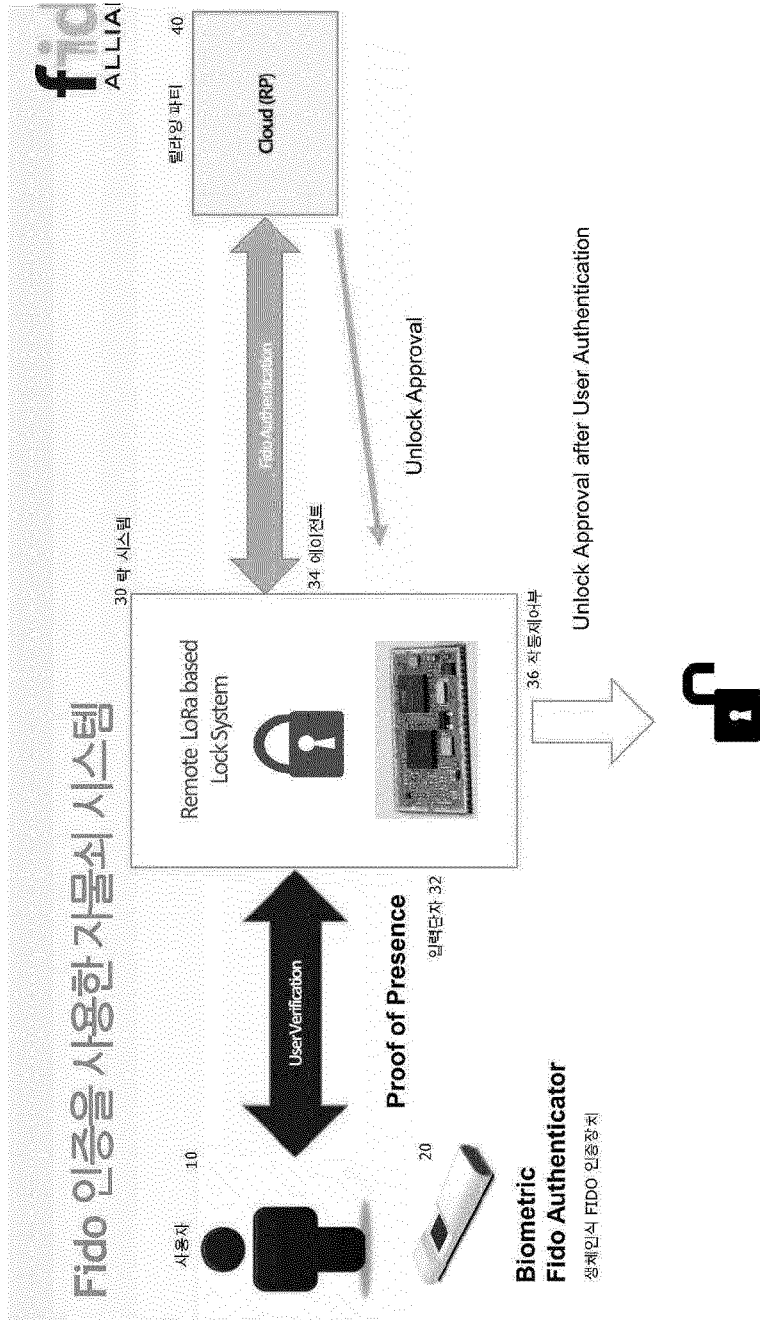 Fido 인증을 사용한 자물쇠 시스템
fido
ALLIA
사용자
10
User Verification
Proof of Presence
20
Biometric
Fido Authenticator
생체인식 FIDO 인증장치
30 락 시스템
Remote LoRa based
Lock System
입력단자 32
34 에이전트
36 작동제어부
Fido Authentication
릴라잉 파티
40
Cloud (RP)
Unlock Approval
Unlock Approval after User Authentication